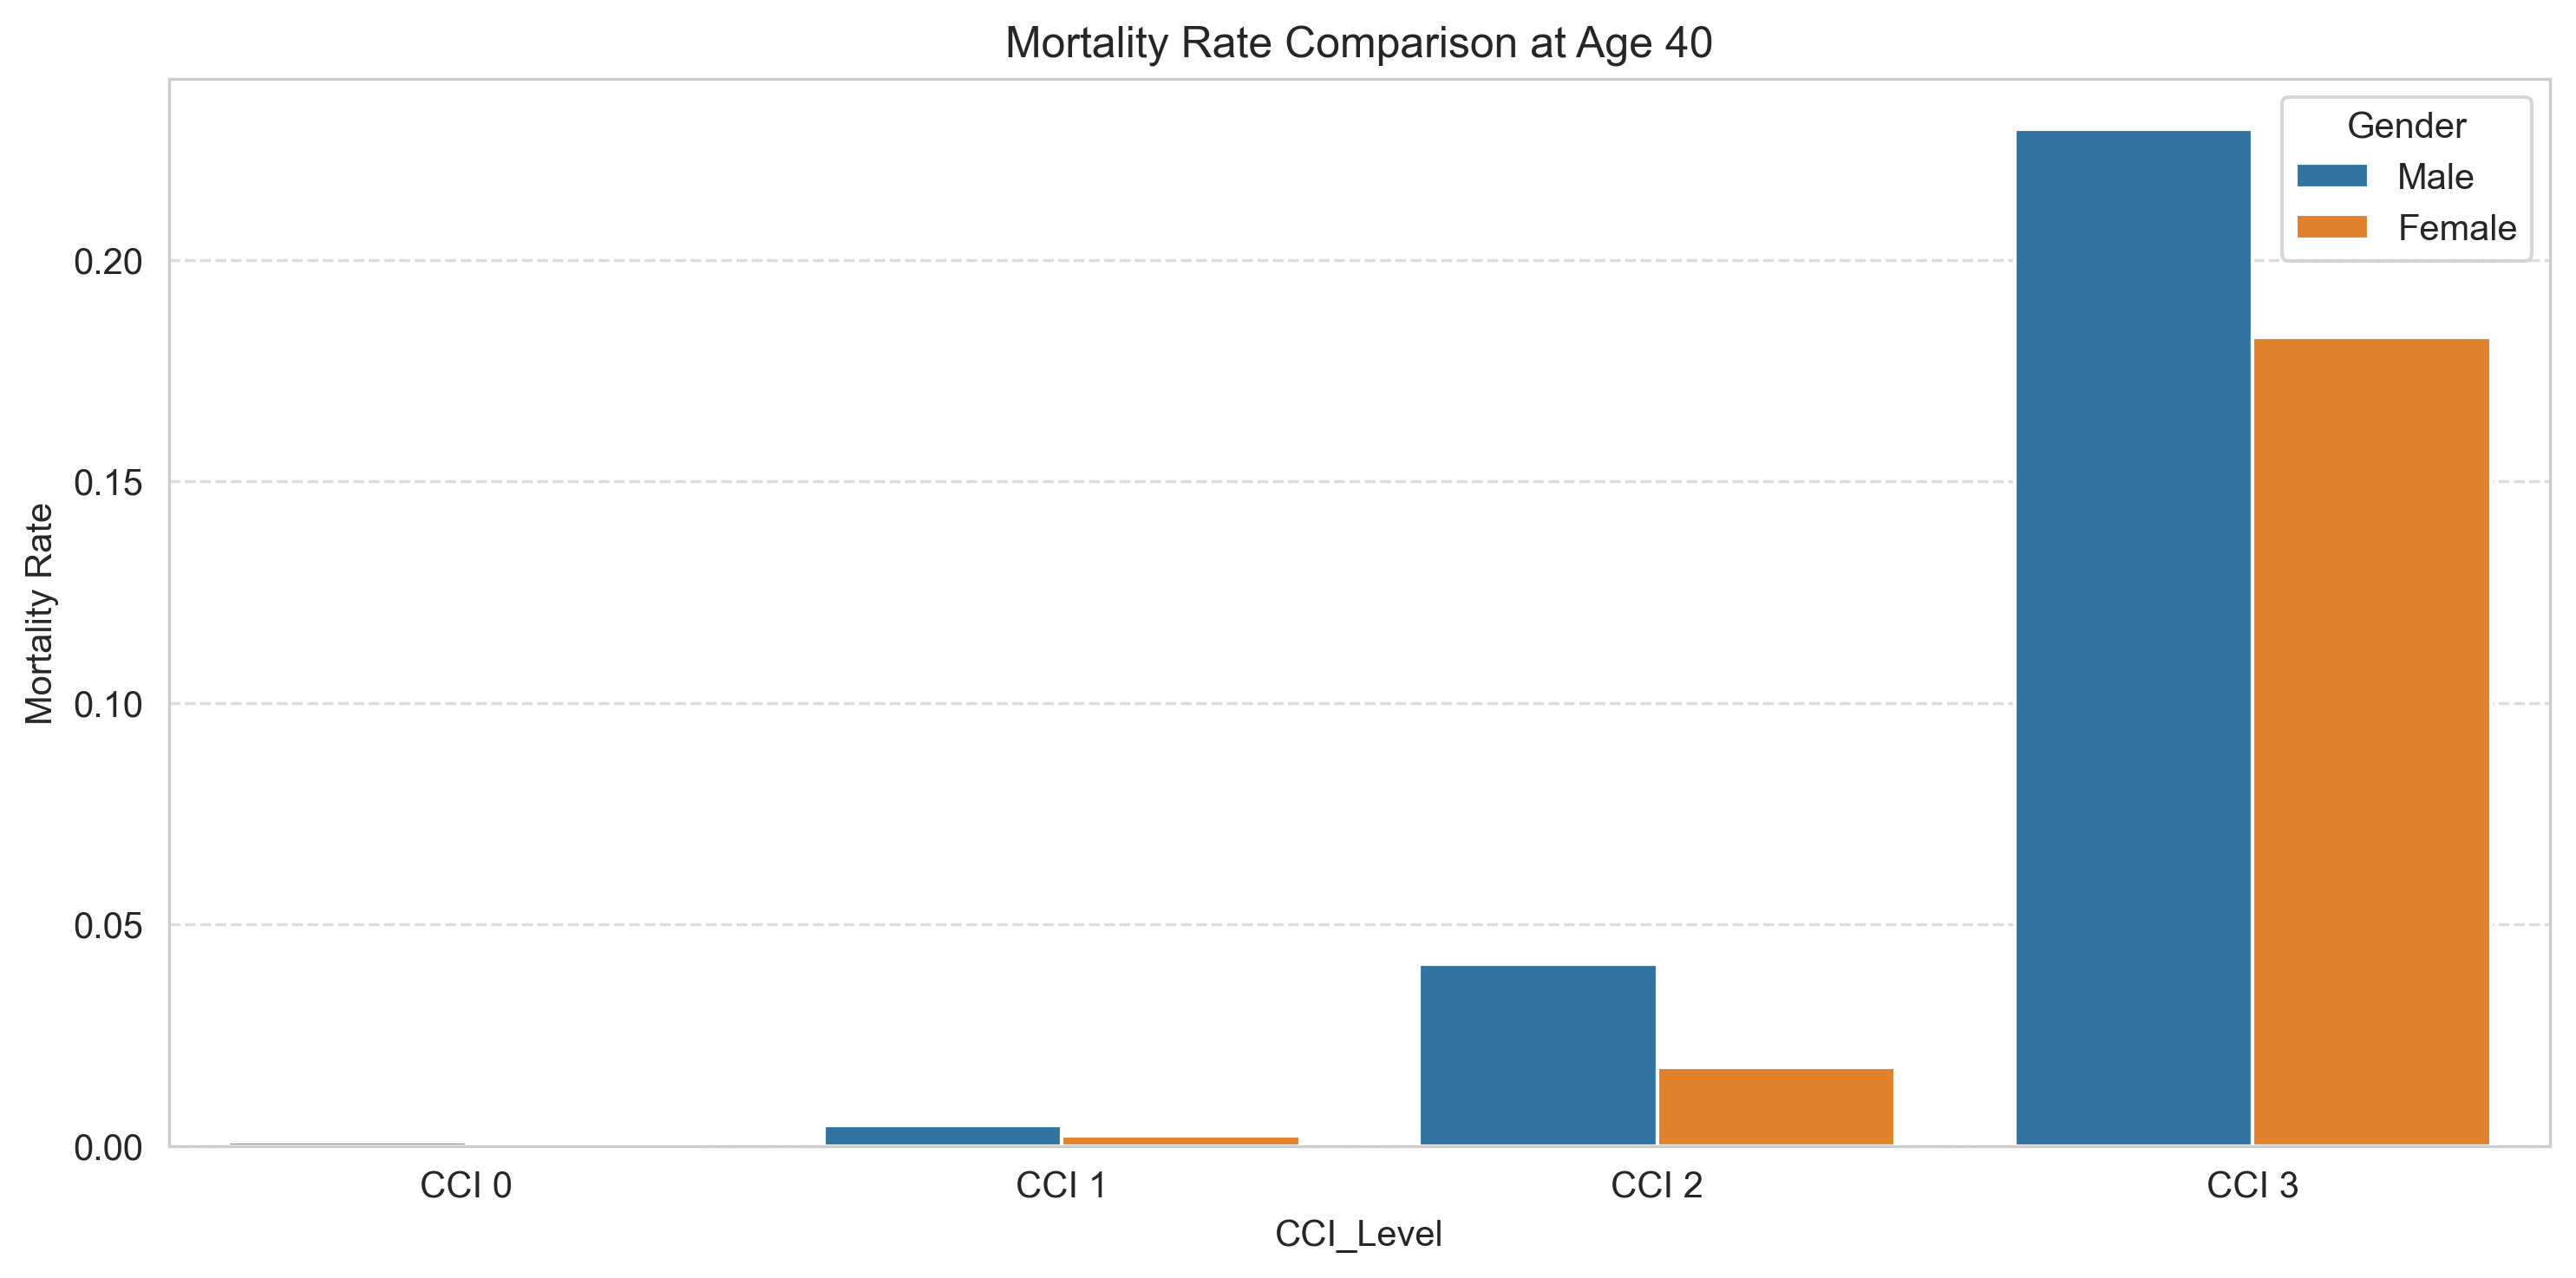 Mortality Rate Comparison at Age 40
Gender
Male
Female
Mortality Rate
0.20
0.15
0.10
0.05
0.00
CCI 0
CCI 1
CCI 2
CCI 3
CCI_Level